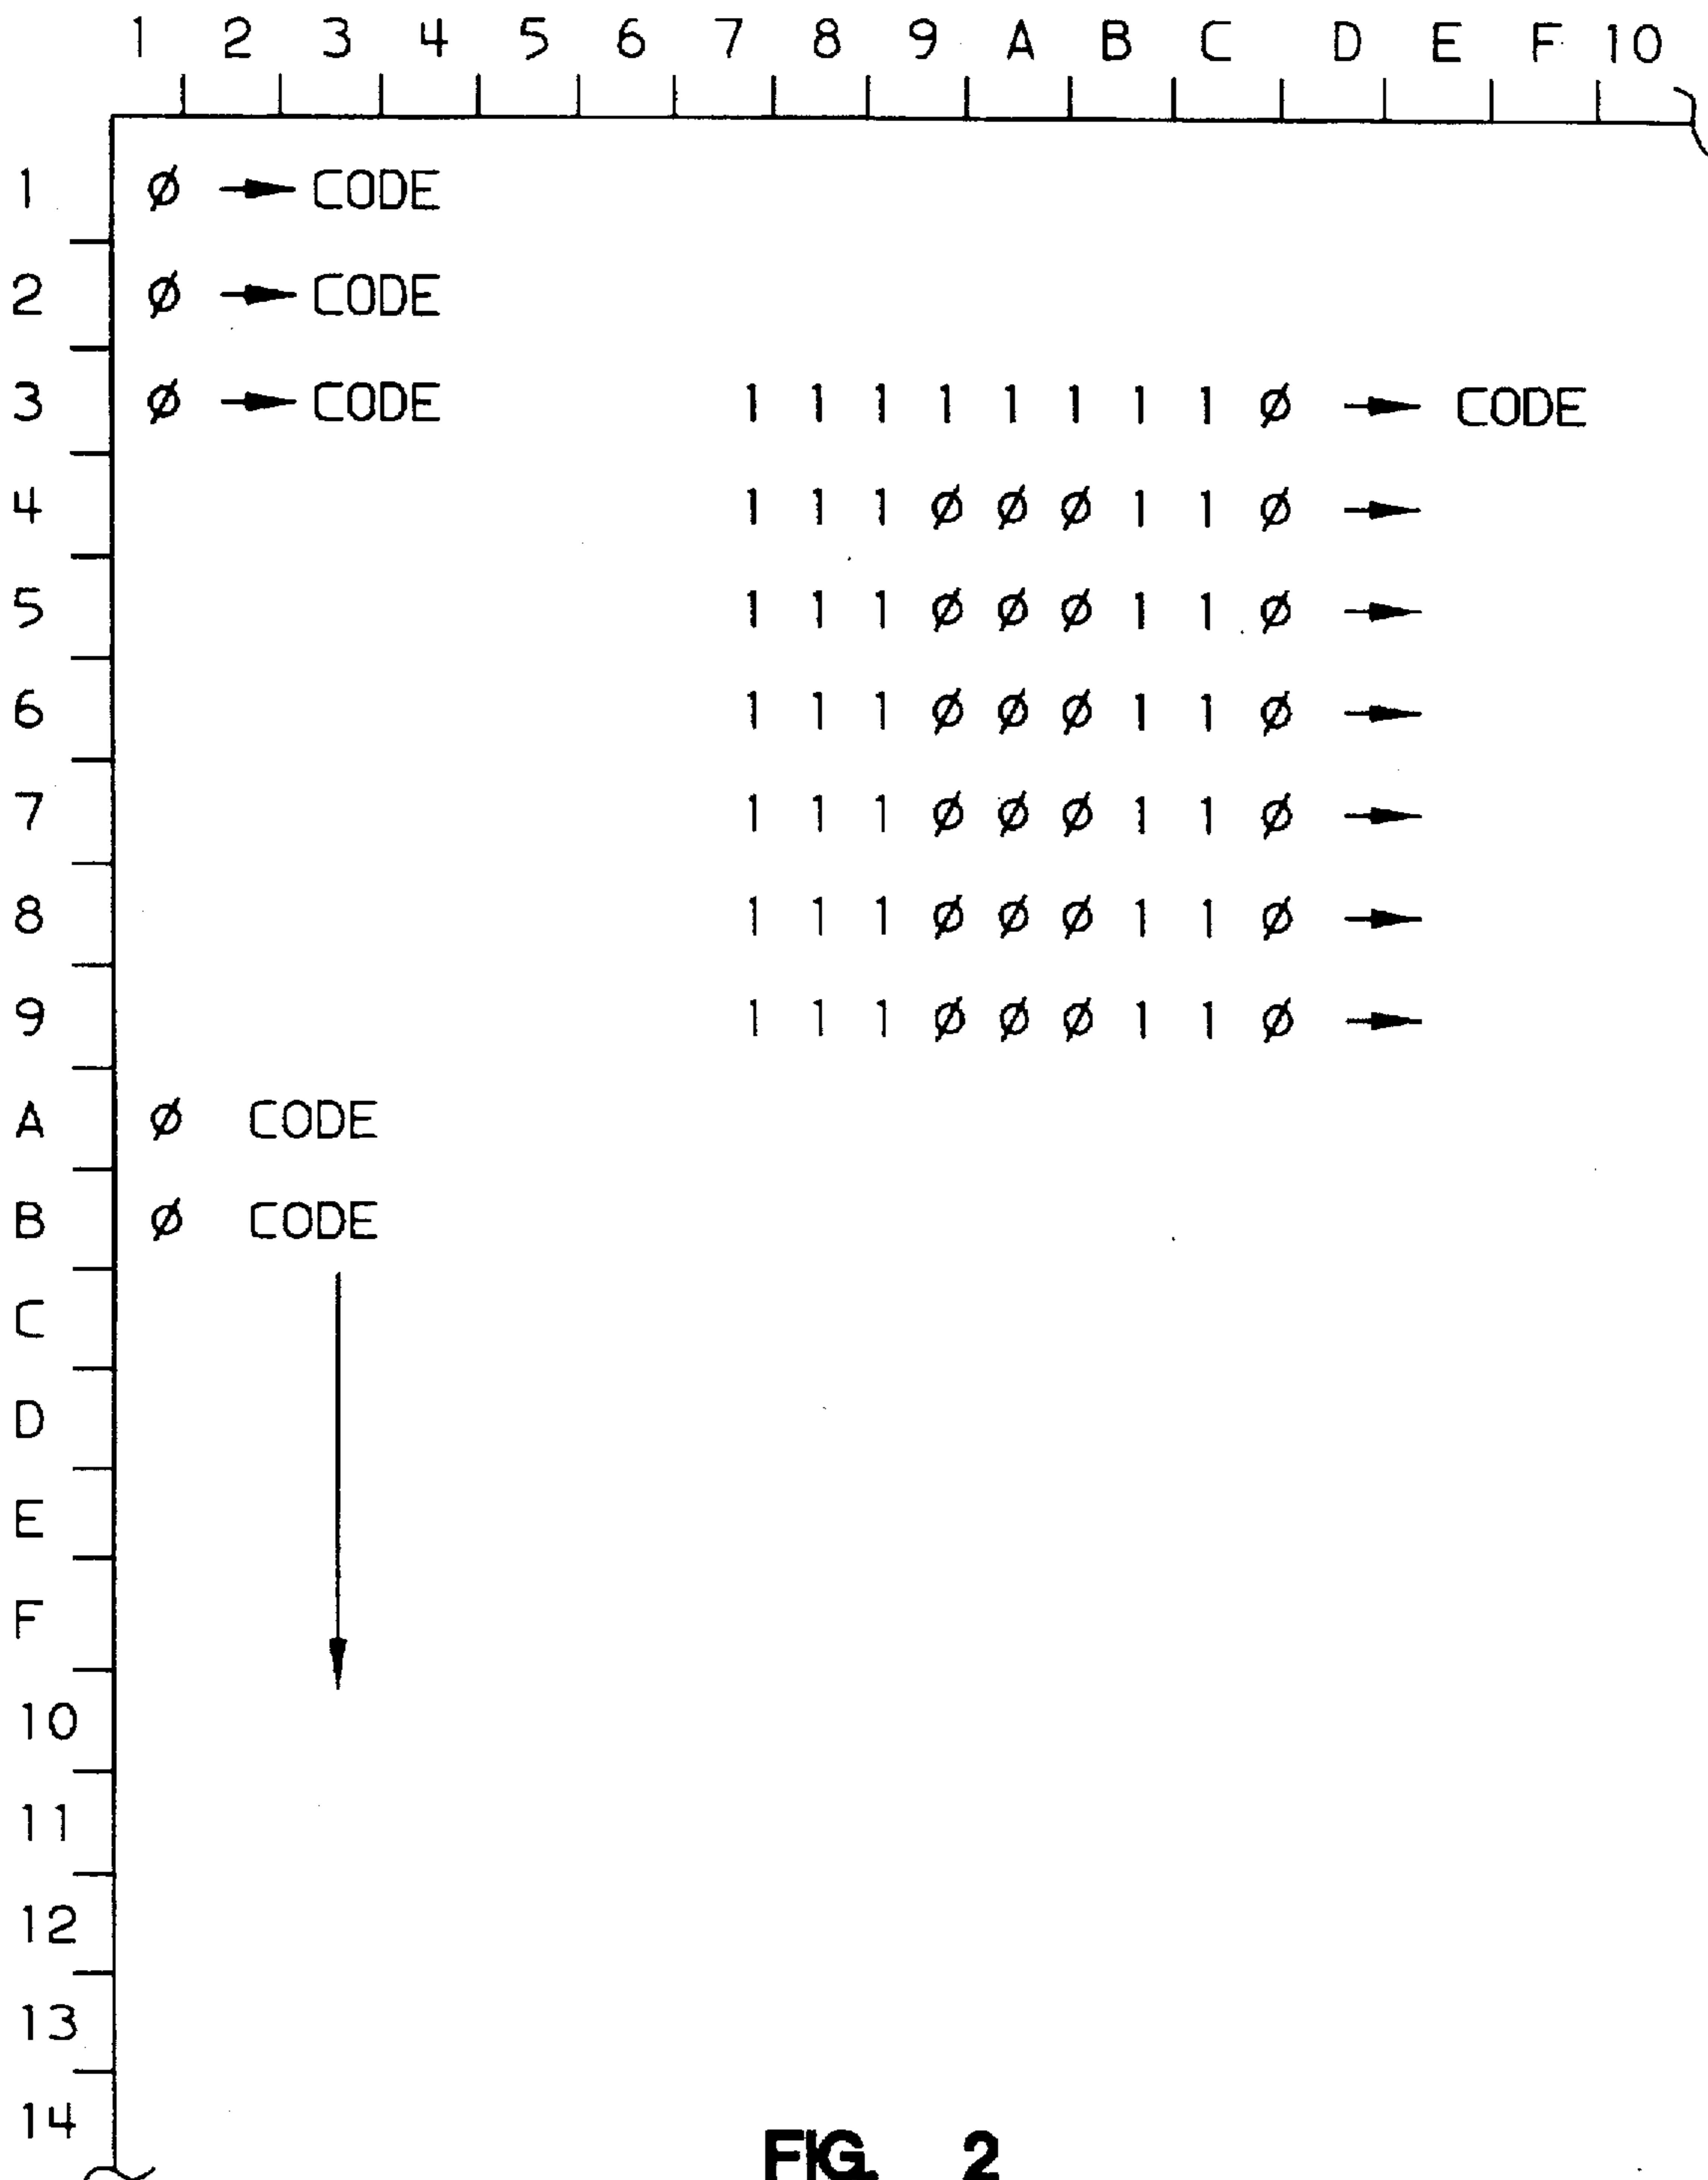 1 2 3 4 5 6 7 8 9 A B C D E F 10
1 Ø → CODE
2 Ø → CODE
3 Ø → CODE 1 1 1 1 1 1 1 1 Ø → CODE
4 1 1 1 Ø Ø Ø 1 1 Ø →
5 1 1 1 Ø Ø Ø 1 1 Ø →
6 1 1 1 Ø Ø Ø 1 1 Ø →
7 1 1 1 Ø Ø Ø 1 1 Ø →
8 1 1 1 Ø Ø Ø 1 1 Ø →
9 1 1 1 Ø Ø Ø 1 1 Ø →
A Ø CODE
B Ø CODE
C
D
E
F
10
11
12
13
14
FIG. 2